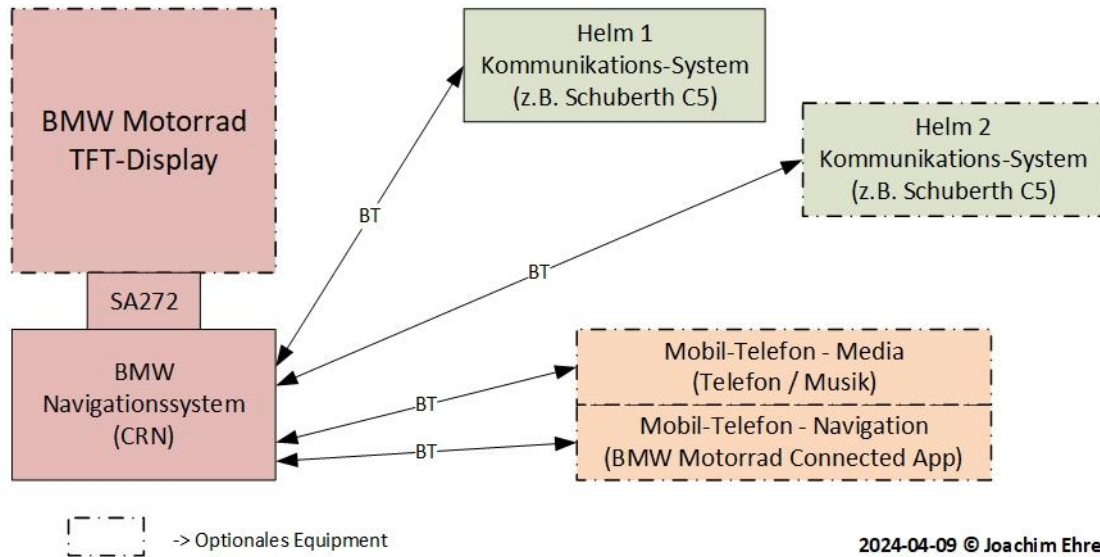 BMW Motorrad
TFT-Display
SA272
BMW
Navigationssystem
(CRN)
Helm 1
Kommunikations-System
(z.B. Schuberth C5)
Helm 2
Kommunikations-System
(z.B. Schuberth C5)
BT
BT
BT
BT
Mobil-Telefon - Media
(Telefon / Musik)
Mobil-Telefon - Navigation
(BMW Motorrad Connected App)
-> Optionales Equipment
2024-04-09 © Joachim Ehre